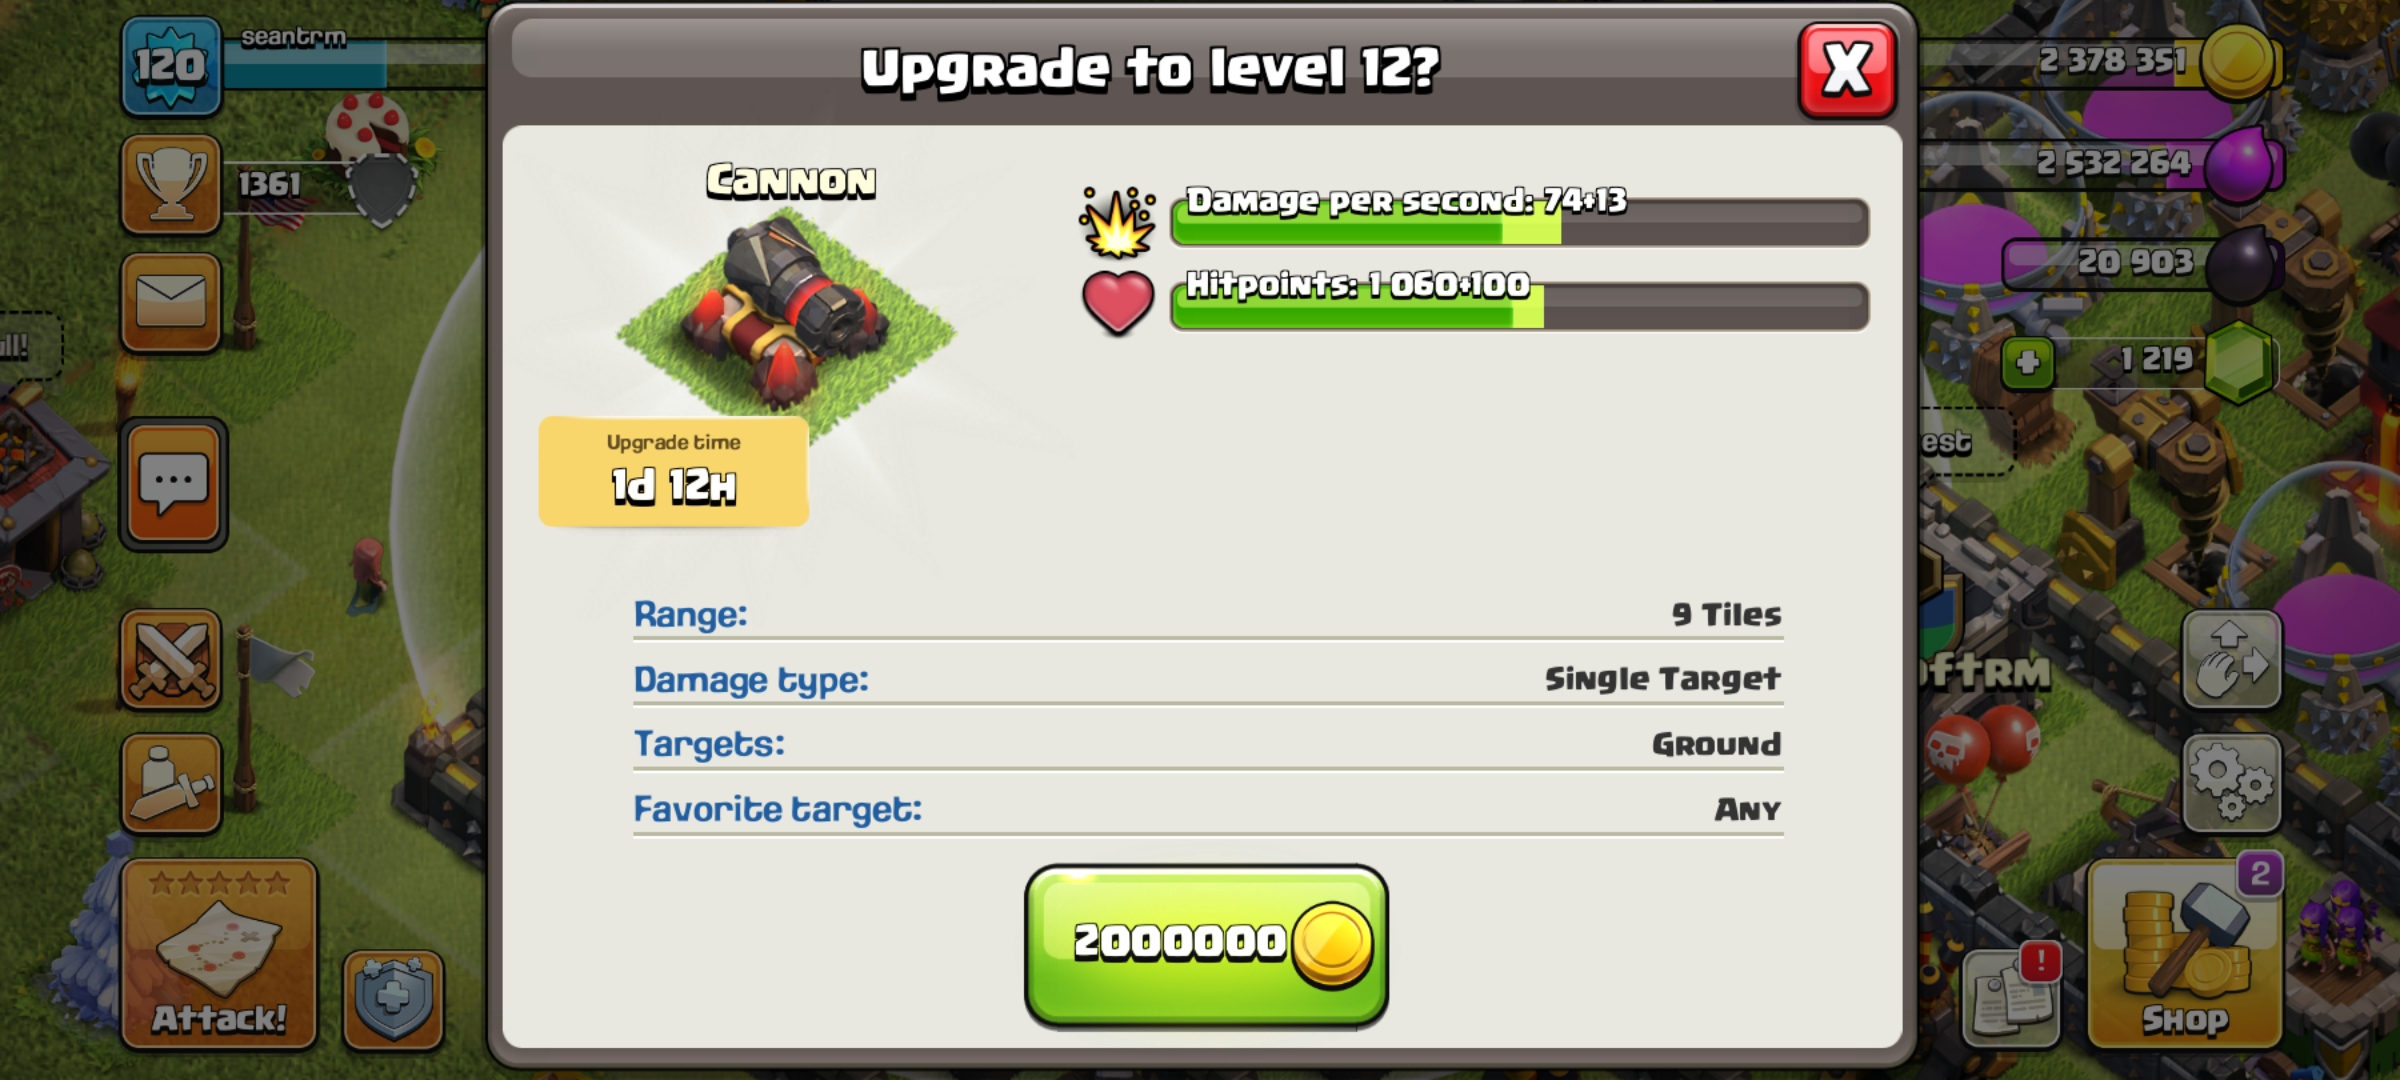 Upgrade to level 12?
X
120
seantrm
1361
Cannon
Damage per second: 74+13
Hitpoints: 1 060+100
Upgrade time
1d 12H
Range: 9 Tiles
Damage type: Single Target
Targets: Ground
Favorite target: Any
2000000
2 378 351
2 532 264
20 903
1 219
Attack!
2
!
Shop